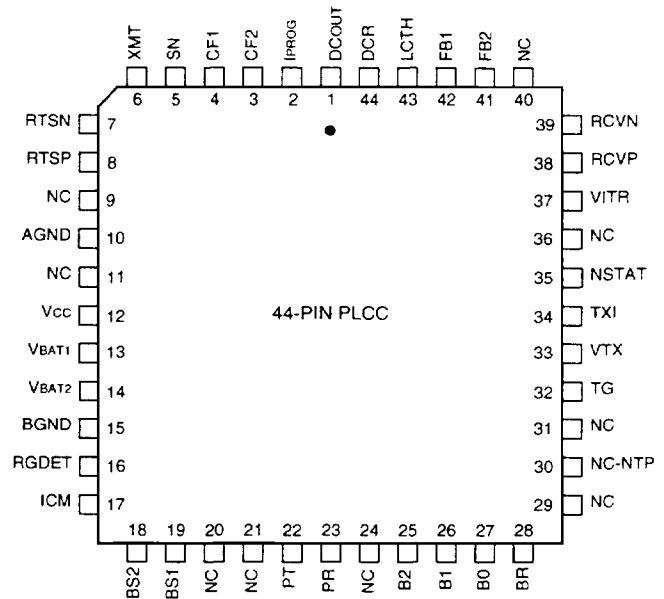 XMT SN CF1 CF2 IPROG DCOUT DCR LCTH FB1 FB2 NC
6 5 4 3 2 1 44 43 42 41 40
RTSN 7 39 RCVN
RTSP 8 38 RCVP
NC 9 37 VITR
AGND 10 36 NC
NC 11 35 NSTAT
VCC 12 44-PIN PLCC 34 TXI
VBAT1 13 33 VTX
VBAT2 14 32 TG
BGND 15 31 NC
RGDET 16 30 NC-NTP
ICM 17 29 NC
18 19 20 21 22 23 24 25 26 27 28
BS2 BS1 NC NC PT PR NC B2 B1 B0 BR